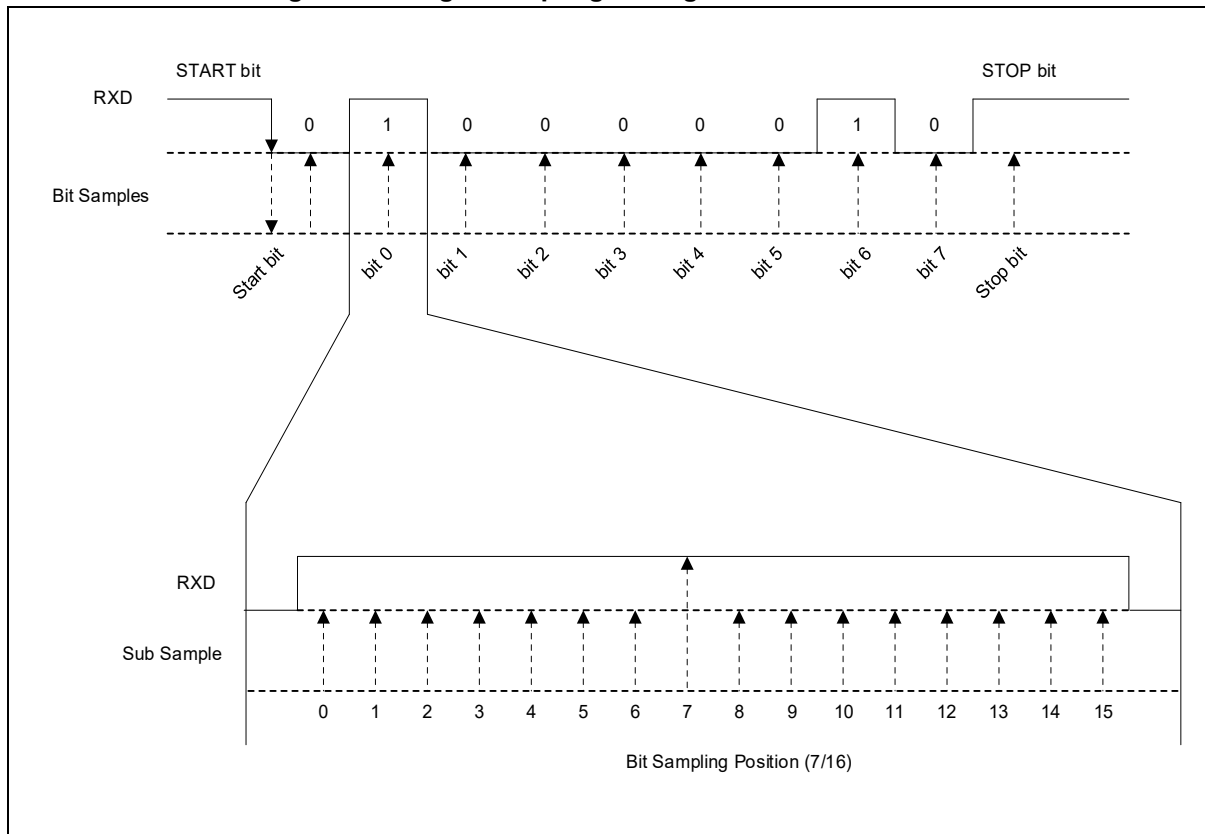 START bit STOP bit
RXD
0 1 0 0 0 0 0 1 0
Bit Samples
Start bit bit 0 bit 1 bit 2 bit 3 bit 4 bit 5 bit 6 bit 7 Stop bit
RXD
Sub Sample
0 1 2 3 4 5 6 7 8 9 10 11 12 13 14 15
Bit Sampling Position (7/16)